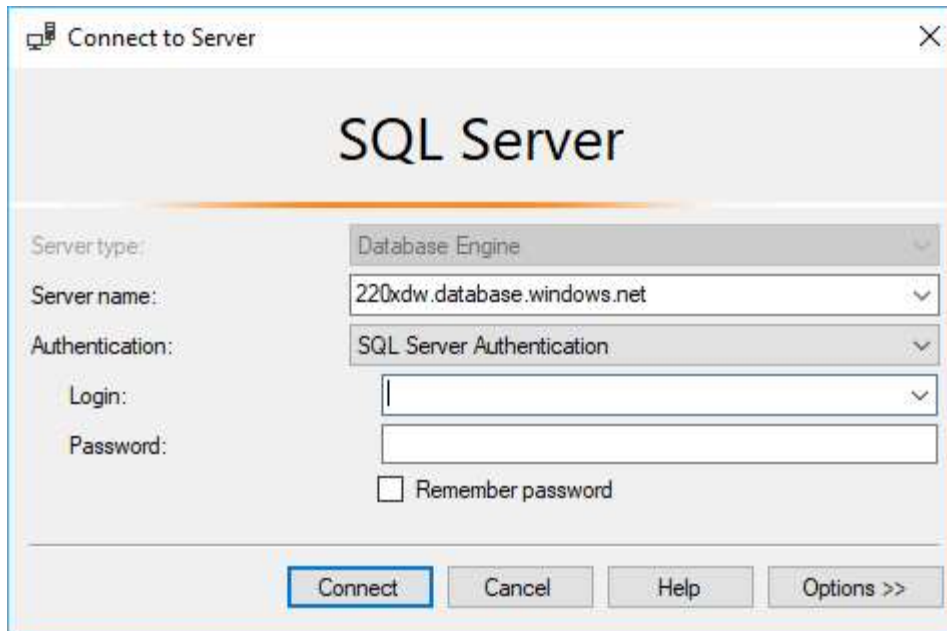 Connect to Server
SQL Server
Server type: Database Engine
Server name: 220xdw.database.windows.net
Authentication: SQL Server Authentication
Login:
Password:
Remember password
Connect Cancel Help Options >>